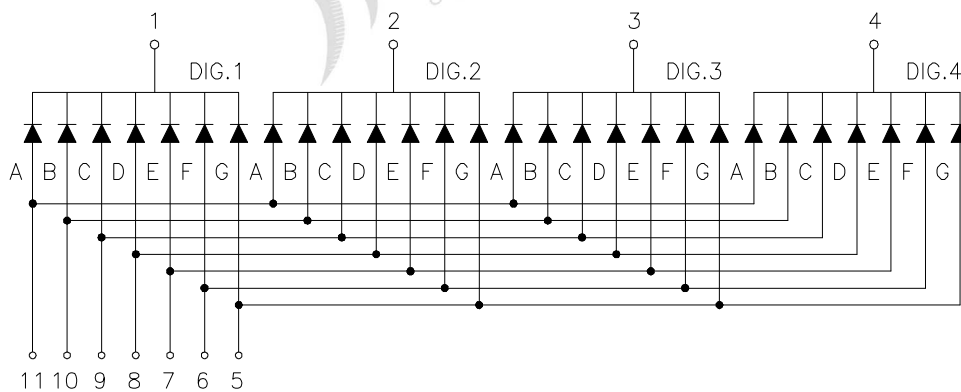 1 2 3 4
DIG.1 DIG.2 DIG.3 DIG.4
A B C D E F G A B C D E F G A B C D E F G A B C D E F G
11 10 9 8 7 6 5